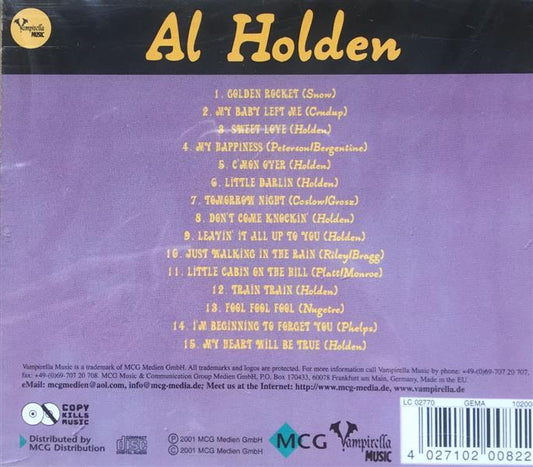 Vampirella
MUSIC
Al Holden
1. GOLDEN ROCKET (Snow)
2. MY BABY LEFT ME (Crudup)
3. SWEET LOVE (Holden)
4. MY HAPPINESS (Peterson/Bergentine)
5. C'MON OVER (Holden)
6. LITTLE DARLIN (Holden)
7. TOMORROW NIGHT (Coslow/Grosz)
8. DON'T COME KNOCKIN' (Holden)
9. LEAVIN' IT ALL UP TO YOU (Holden)
10. JUST WALKING IN THE RAIN (Riley/Bragg)
11. LITTLE CABIN ON THE HILL (Flatt/Monroe)
12. TRAIN TRAIN (Holden)
13. FOOL FOOL FOOL (Nugetre)
14. I'M BEGINNING TO FORGET YOU (Phelps)
15. MY HEART WILL BE TRUE (Holden)
Vampirella Music is a trademark of MCG Medien GmbH. All trademarks and logos are protected. For more information call Vampirella Music by phone: +49-(0)69-707 20 707,
fax: +49-(0)69-707 20 708. MCG Music & Communication Group Medien GmbH, P.O. Box 170433, 60078 Frankfurt am Main, Germany, Made in the EU
eMail: mcgmedien@aol.com, info@mcg-media.de; Meet us at the Internet: http://www.mcg-media.de, www.vampirella.de
COPY
KILLS
MUSIC
Distributed by
MCG Distribution
COMPACT
disc
DIGITAL AUDIO
℗ 2001 MCG Medien GmbH
© 2001 MCG Medien GmbH
MCG
Vampirella
MUSIC
LC 02770 GEMA 10200
4 027102 00822